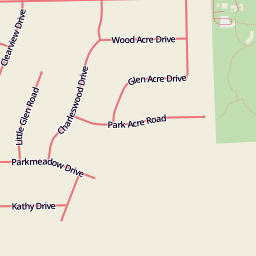 Clearview Drive
Wood Acre Drive
Glen Acre Drive
Charleswood Drive
Little Glen Road
Park Acre Road
Parkmeadow Drive
Kathy Drive